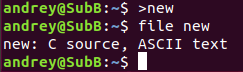 andrey@SubB:~$ >new
andrey@SubB:~$ file new
new: C source, ASCII text
andrey@SubB:~$